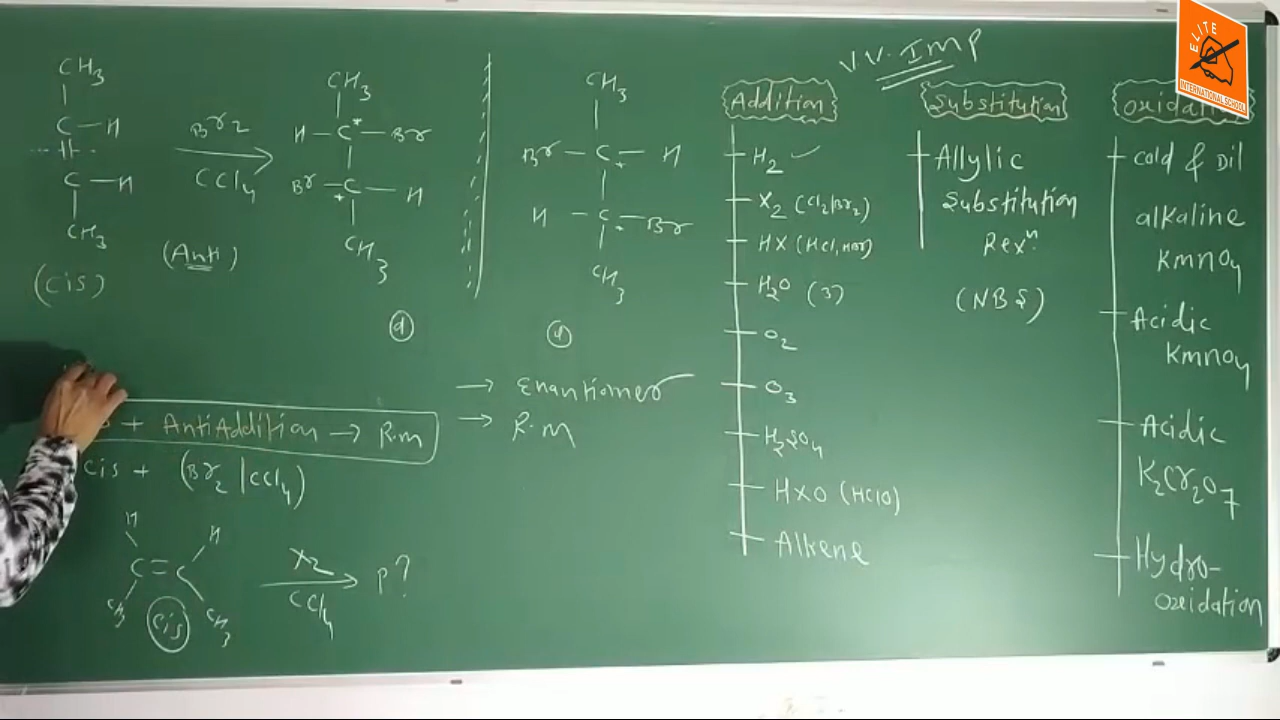 CH3
C - H
C - H
CH3
(Cis)
Br2
CCl4
(Anti)
CH3
H - C* - Br
Br - *C - H
CH3
d
CH3
Br - C* - H
H - C* - Br
CH3
→ Enantiomer
→ R.m
+ AntiAddition → R.m
Cis + (Br2 | CCl4)
H H
C = C
CH3 CH3
Cis
X2
CCl4
P?
V.V. Imp
Addition
H2 ✓
X2 (Cl2/Br2)
HX (HCl, HBr)
H2O (3)
O2
O3
H2SO4
HXO (HClO)
Alkene
Substitution
Allylic
Substitution
Rexn.
(NBS)
Oxidation
Cold & Dil
alkaline
KmnO4
Acidic
KmnO4
Acidic
K2Cr2O7
Hydro-
oxidation
ELITE
INTERNATIONAL SCHOOL